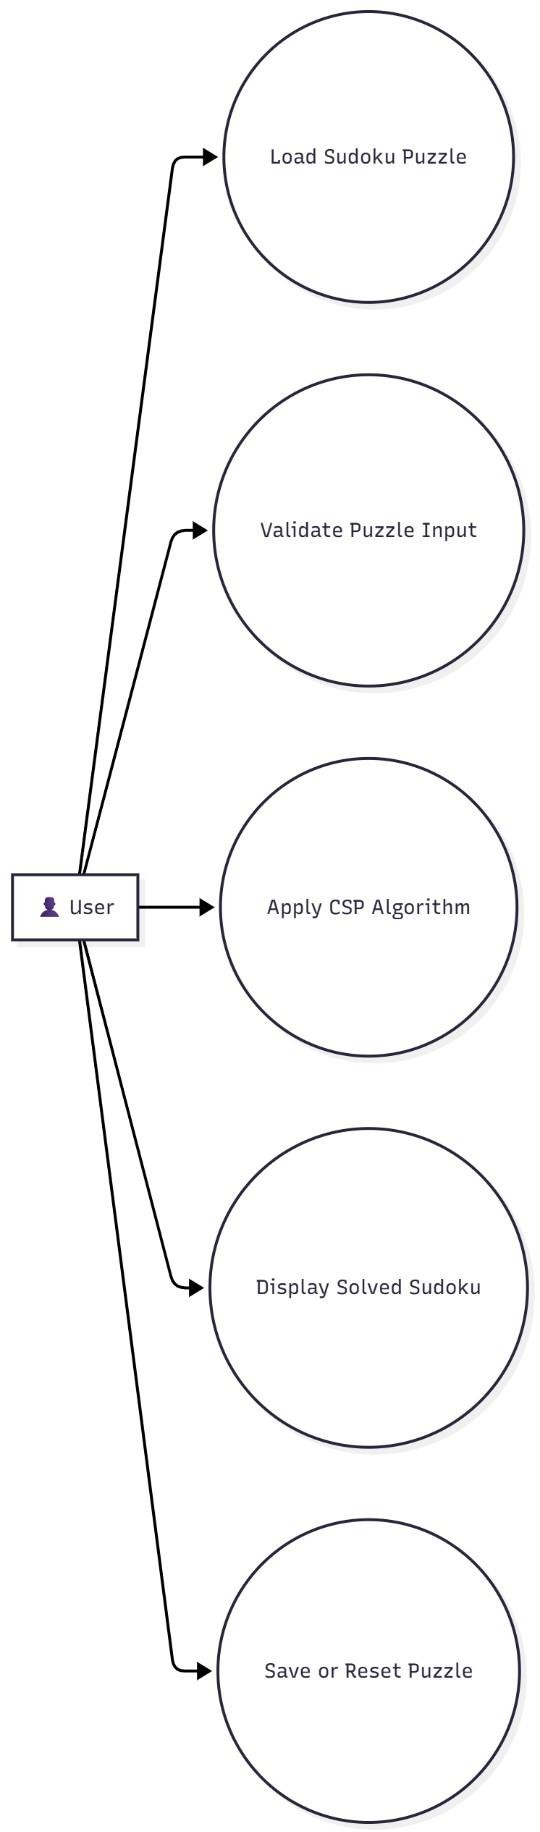 Load Sudoku Puzzle
Validate Puzzle Input
👤 User
Apply CSP Algorithm
Display Solved Sudoku
Save or Reset Puzzle